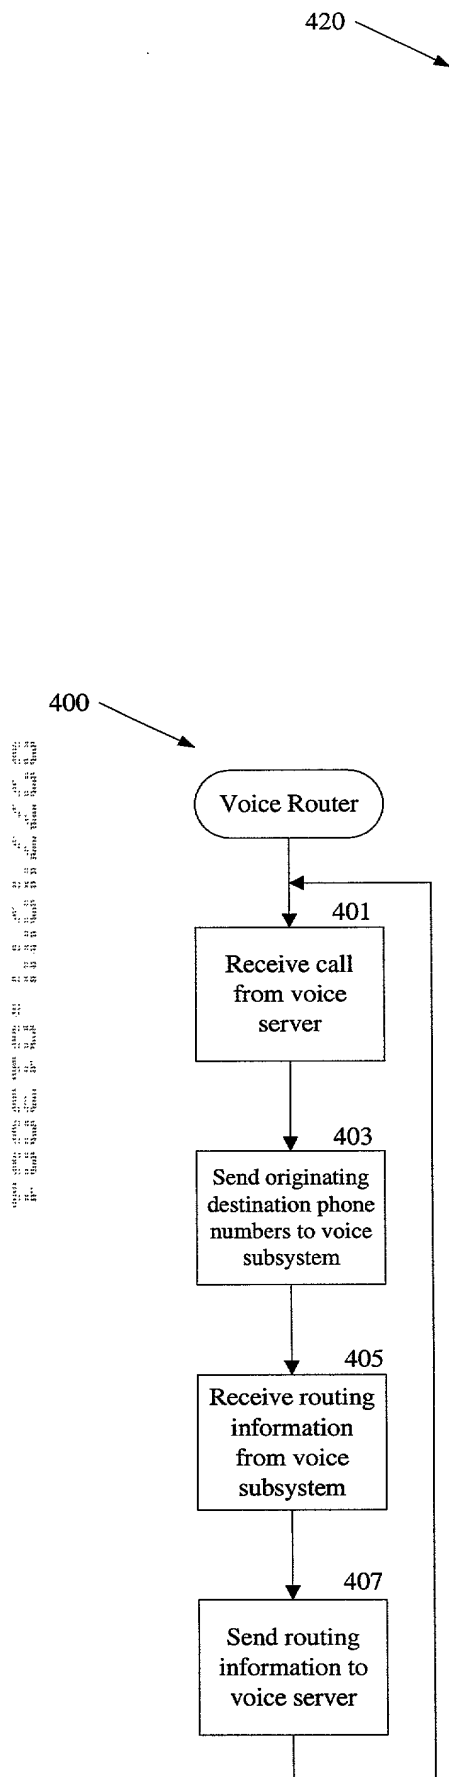 420
400
Voice Router
401
Receive call
from voice
server
403
Send originating
destination phone
numbers to voice
subsystem
405
Receive routing
information
from voice
subsystem
407
Send routing
information to
voice server